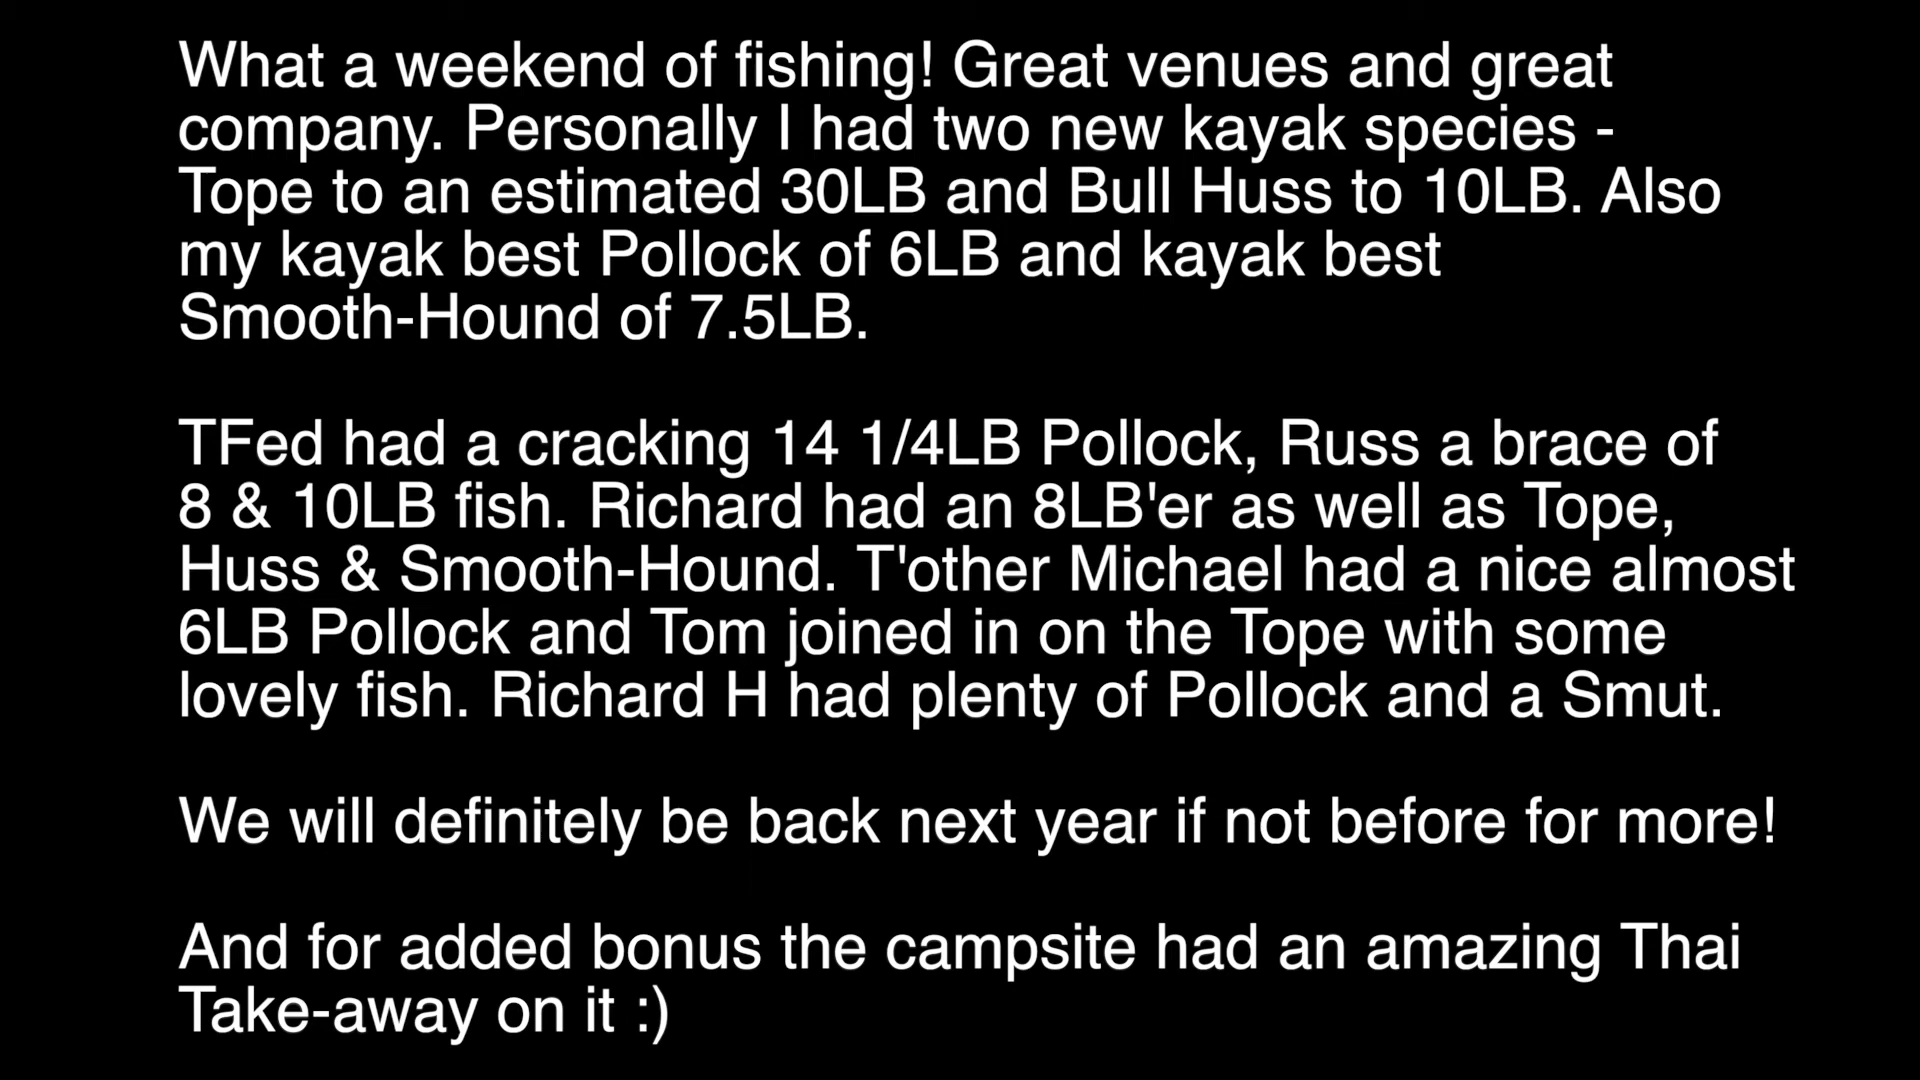 What a weekend of fishing! Great venues and great
company. Personally I had two new kayak species -
Tope to an estimated 30LB and Bull Huss to 10LB. Also
my kayak best Pollock of 6LB and kayak best
Smooth-Hound of 7.5LB.
TFed had a cracking 14 1/4LB Pollock, Russ a brace of
8 & 10LB fish. Richard had an 8LB'er as well as Tope,
Huss & Smooth-Hound. T'other Michael had a nice almost
6LB Pollock and Tom joined in on the Tope with some
lovely fish. Richard H had plenty of Pollock and a Smut.
We will definitely be back next year if not before for more!
And for added bonus the campsite had an amazing Thai
Take-away on it :)